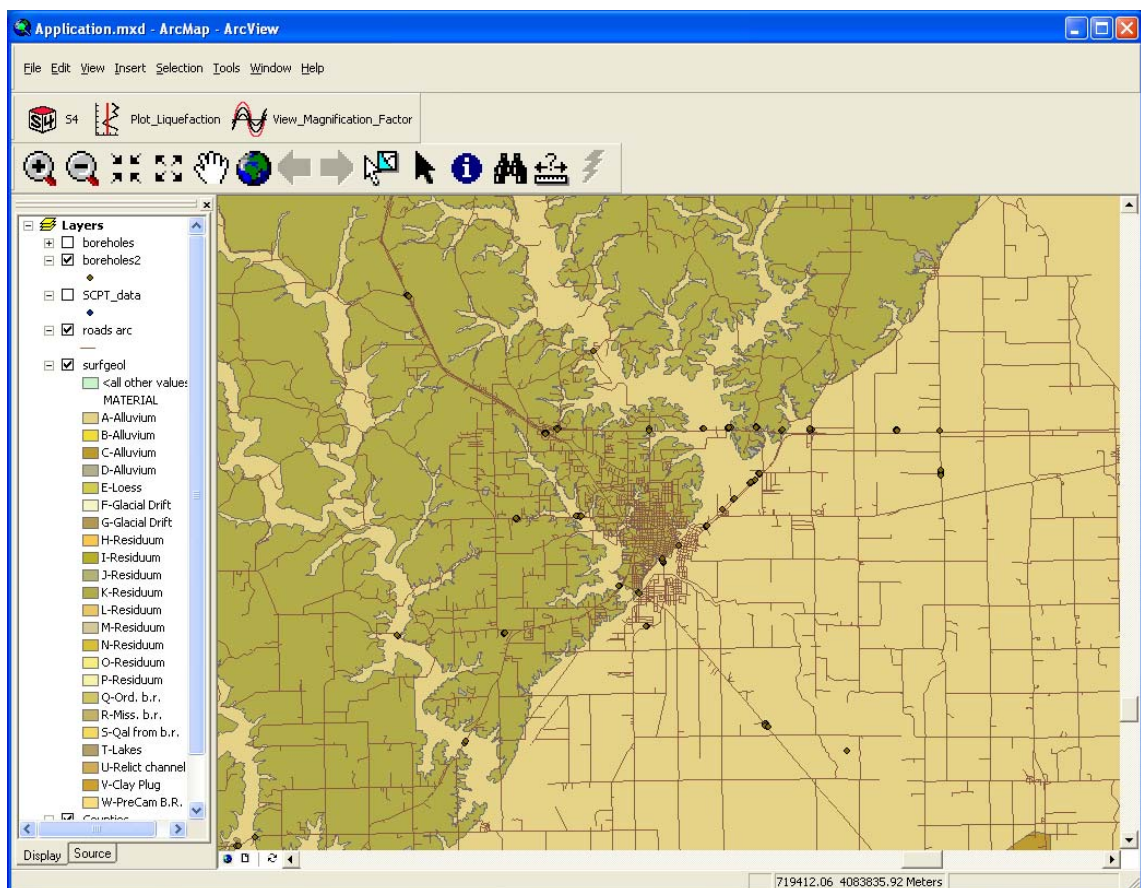 Application.mxd - ArcMap - ArcView
File Edit View Insert Selection Tools Window Help
S4 Plot_Liquefaction View_Magnification_Factor
Layers
boreholes
boreholes2
SCPT_data
roads arc
surfgeol
<all other values
MATERIAL
A-Alluvium
B-Alluvium
C-Alluvium
D-Alluvium
E-Loess
F-Glacial Drift
G-Glacial Drift
H-Residuum
I-Residuum
J-Residuum
K-Residuum
L-Residuum
M-Residuum
N-Residuum
O-Residuum
P-Residuum
Q-Ord. b.r.
R-Miss. b.r.
S-Qal from b.r.
T-Lakes
U-Relict channel
V-Clay Plug
W-PreCam B.R.
Counties
Display Source
719412.06 4083835.92 Meters